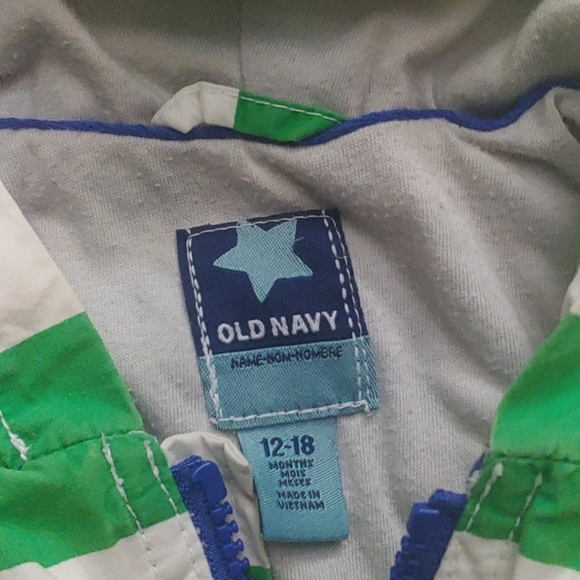 OLD NAVY
NAME-NOM-NOMBRE
12-18
MONTHS
MOIS
MESES
MADE IN
VIETNAM